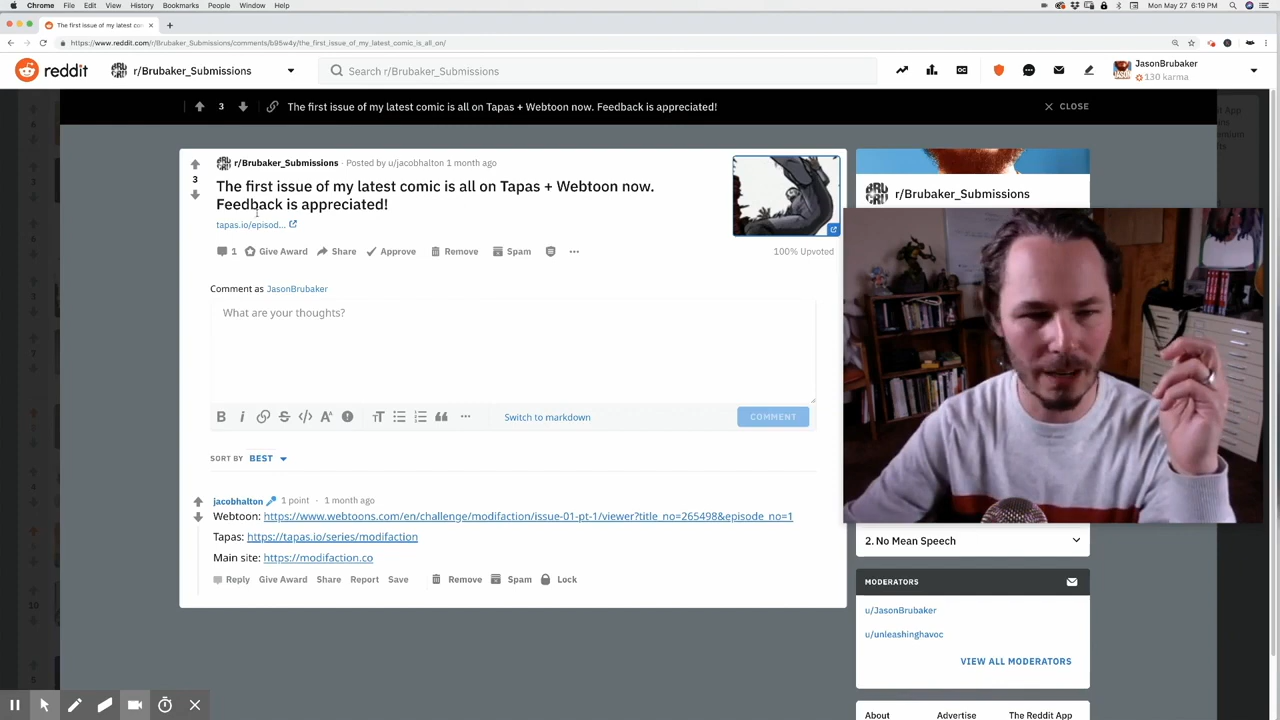 Chrome File Edit View History Bookmarks People Window Help
Mon May 27 6:19 PM
The first issue of my latest com
https://www.reddit.com/r/Brubaker_Submissions/comments/b95w4y/the_first_issue_of_my_latest_comic_is_all_on/
reddit
r/Brubaker_Submissions
Search r/Brubaker_Submissions
JasonBrubaker
130 karma
3
The first issue of my latest comic is all on Tapas + Webtoon now. Feedback is appreciated!
CLOSE
r/Brubaker_Submissions · Posted by u/jacobhalton 1 month ago
3
The first issue of my latest comic is all on Tapas + Webtoon now.
Feedback is appreciated!
tapas.io/episod...
1 Give Award Share Approve Remove Spam
100% Upvoted
Comment as JasonBrubaker
What are your thoughts?
Switch to markdown
COMMENT
SORT BY BEST
jacobhalton 1 point · 1 month ago
Webtoon: https://www.webtoons.com/en/challenge/modifaction/issue-01-pt-1/viewer?title_no=265498&episode_no=1
Tapas: https://tapas.io/series/modifaction
Main site: https://modifaction.co
Reply Give Award Share Report Save Remove Spam Lock
r/Brubaker_Submissions
2. No Mean Speech
MODERATORS
u/JasonBrubaker
u/unleashinghavoc
VIEW ALL MODERATORS
About Advertise The Reddit App